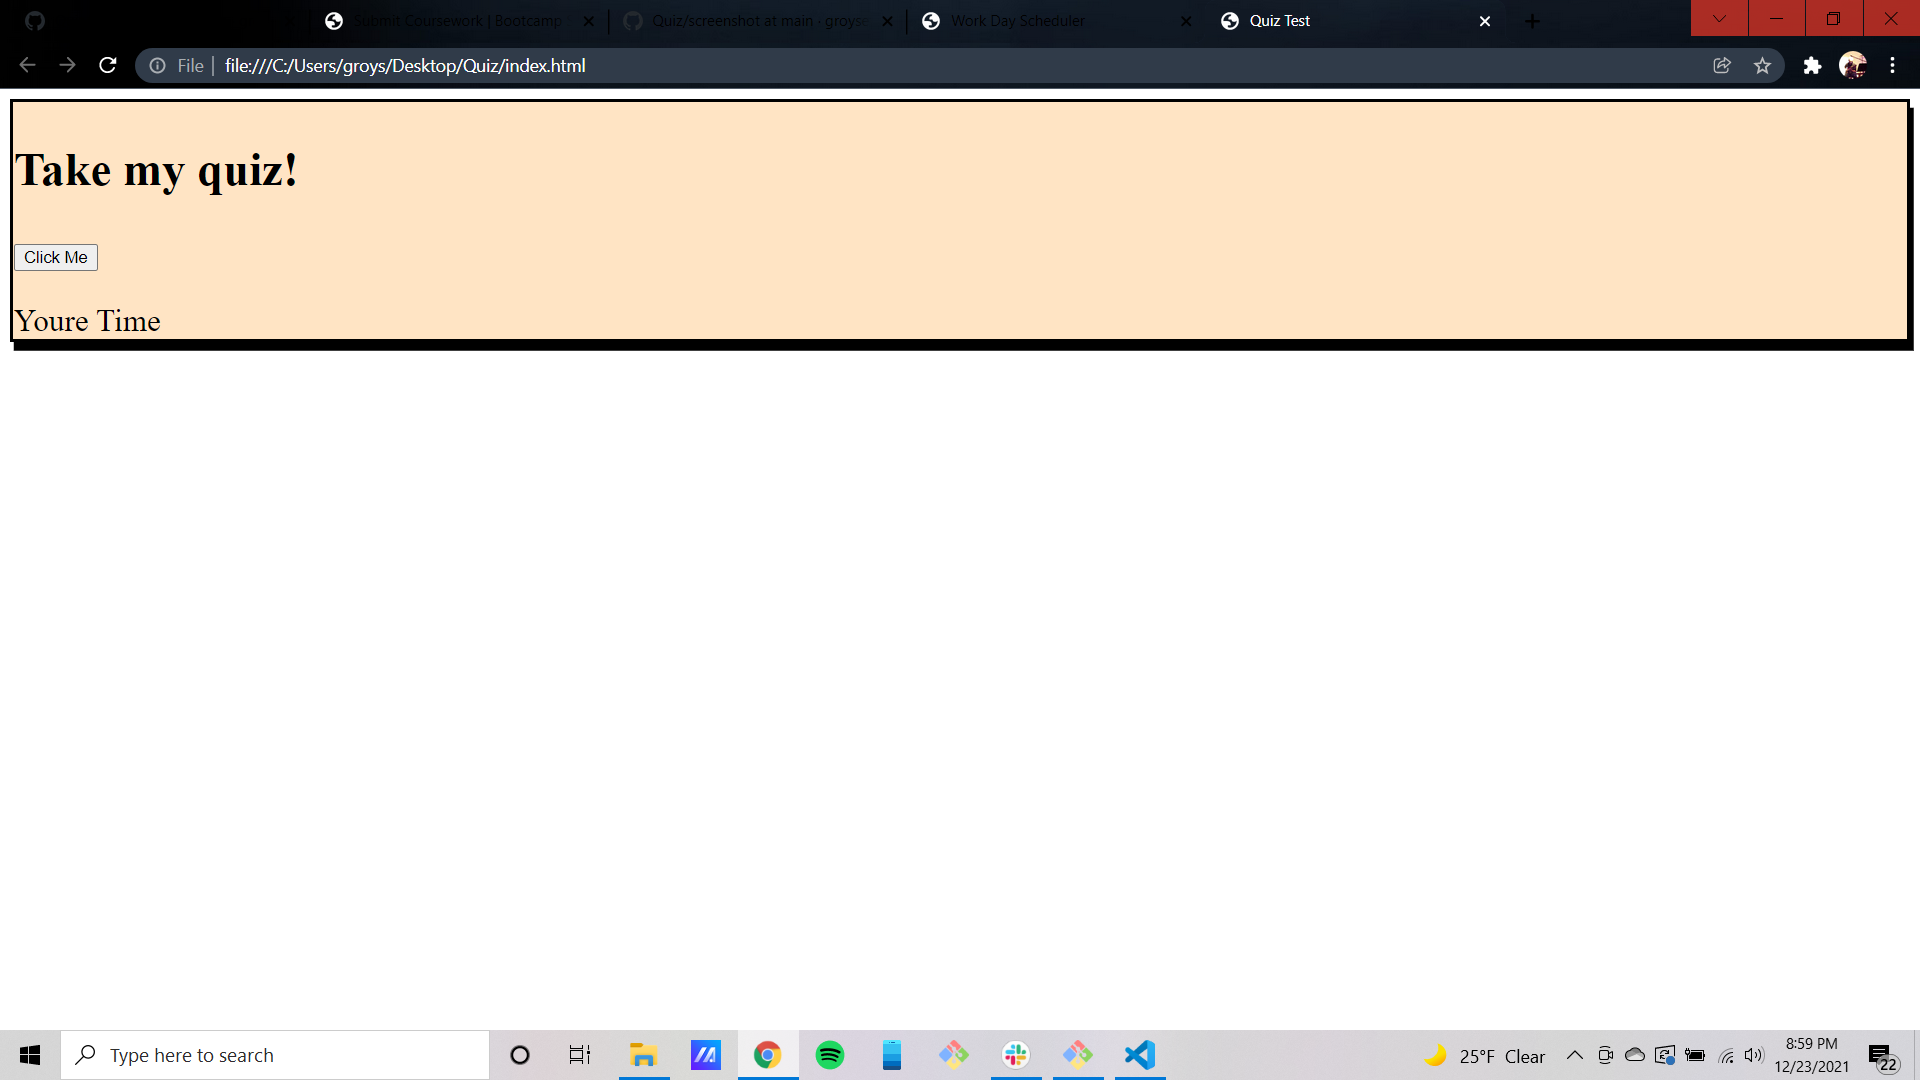 Submit Coursework | Bootcamp
Quiz/screenshot at main · groyse
Work Day Scheduler
Quiz Test
File | file:///C:/Users/groys/Desktop/Quiz/index.html
Take my quiz!
Click Me
Youre Time
Type here to search
25°F Clear
8:59 PM
12/23/2021
22